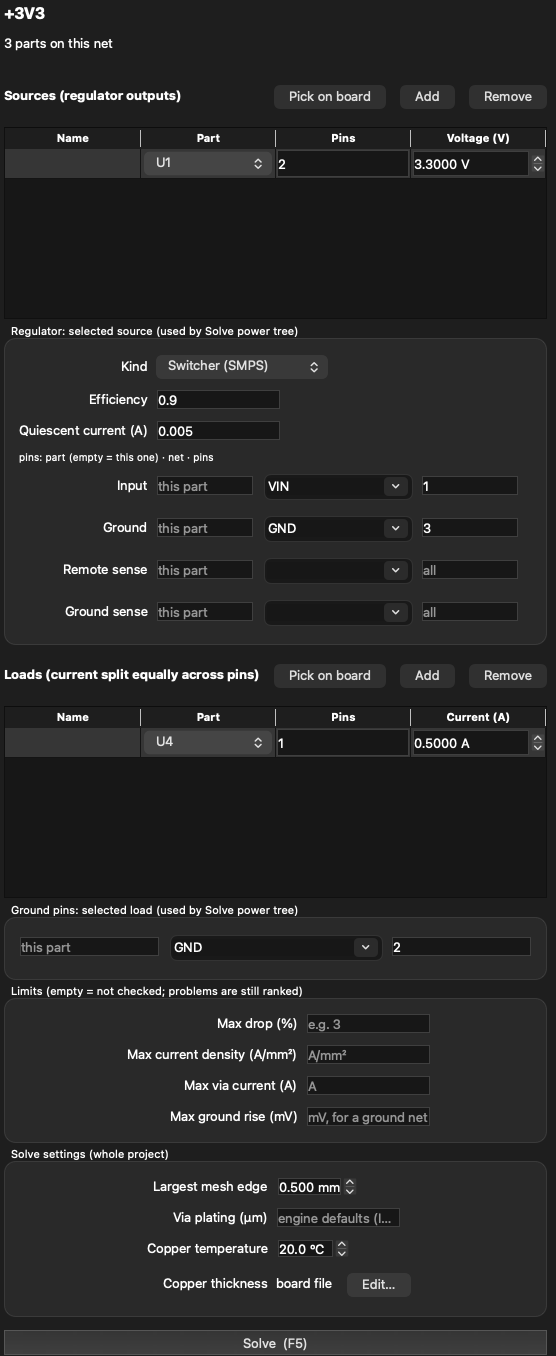 +3V3
3 parts on this net
Sources (regulator outputs) Pick on board Add Remove
Name Part Pins Voltage (V)
U1 2 3.3000 V
Regulator: selected source (used by Solve power tree)
Kind Switcher (SMPS)
Efficiency 0.9
Quiescent current (A) 0.005
pins: part (empty = this one) · net · pins
Input this part VIN 1
Ground this part GND 3
Remote sense this part all
Ground sense this part all
Loads (current split equally across pins) Pick on board Add Remove
Name Part Pins Current (A)
U4 1 0.5000 A
Ground pins: selected load (used by Solve power tree)
this part GND 2
Limits (empty = not checked; problems are still ranked)
Max drop (%) e.g. 3
Max current density (A/mm²) A/mm²
Max via current (A) A
Max ground rise (mV) mV, for a ground net
Solve settings (whole project)
Largest mesh edge 0.500 mm
Via plating (µm) engine defaults (I...
Copper temperature 20.0 °C
Copper thickness board file Edit...
Solve (F5)